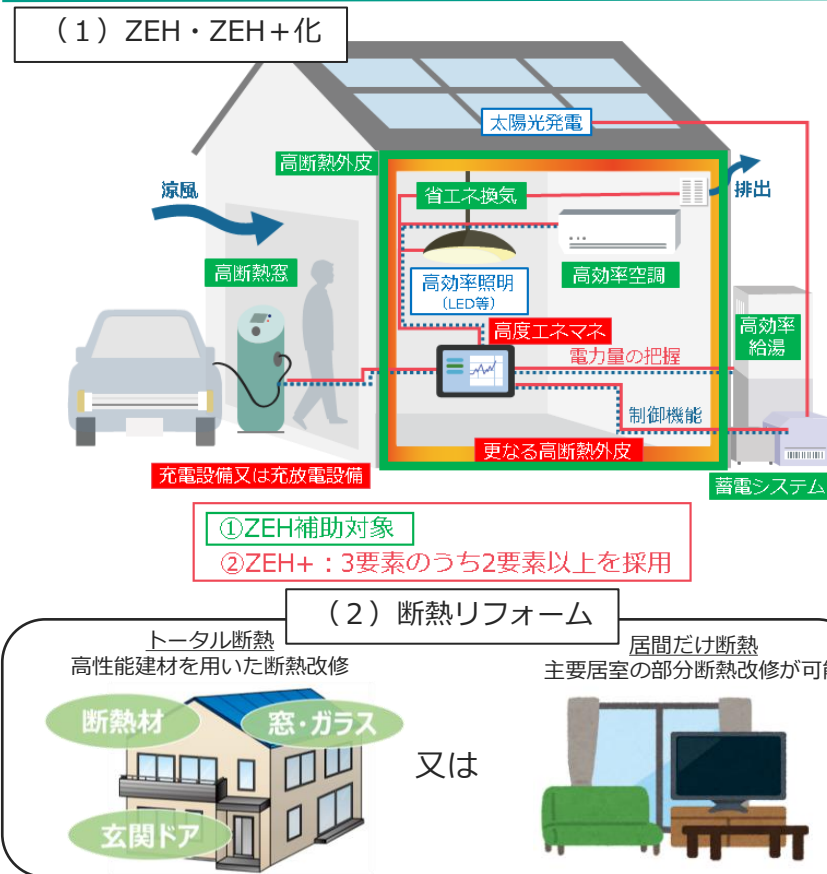 （１）ZEH・ZEH＋化
太陽光発電
高断熱外皮
省エネ換気
排出
涼風
高断熱窓
高効率照明
（LED等）
高効率空調
高度エネマネ
高効率
給湯
電力量の把握
制御機能
更なる高断熱外皮
充電設備又は充放電設備
蓄電システム
①ZEH補助対象
②ZEH+：3要素のうち2要素以上を採用
（２）断熱リフォーム
トータル断熱
高性能建材を用いた断熱改修
居間だけ断熱
主要居室の部分断熱改修が可能
断熱材
窓・ガラス
又は
玄関ドア